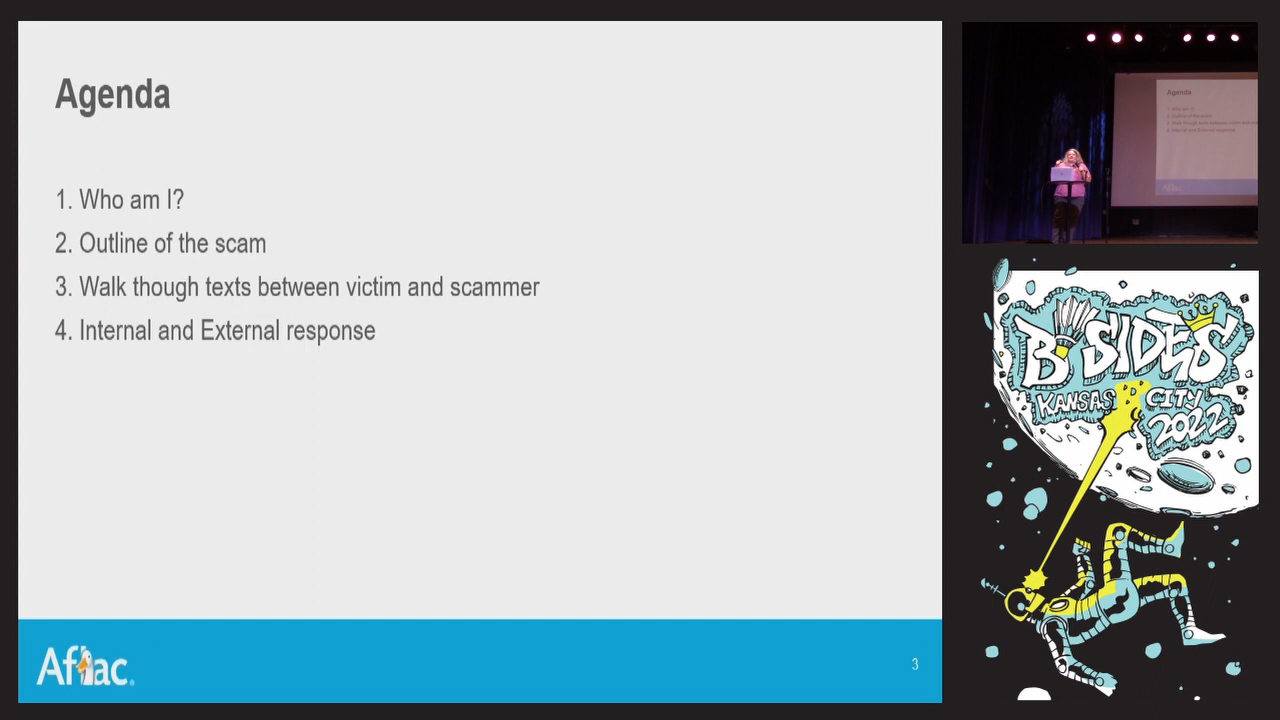 Agenda
1. Who am I?
2. Outline of the scam
3. Walk though texts between victim and scammer
4. Internal and External response
Aflac
3
Agenda
B SIDES
KANSAS CITY
2022